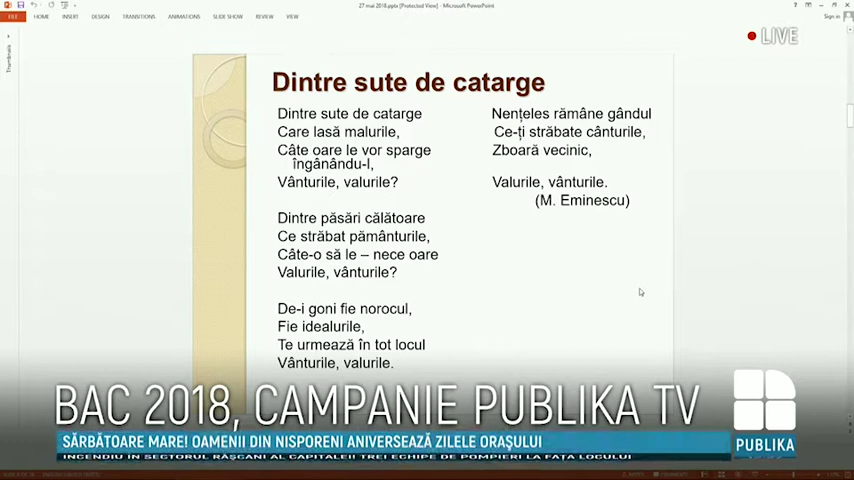 27 mai 2018.pptx [Protected View] - Microsoft PowerPoint
Sign in
FILE HOME INSERT DESIGN TRANSITIONS ANIMATIONS SLIDE SHOW REVIEW VIEW
LIVE
Thumbnails
Dintre sute de catarge
Dintre sute de catarge
Care lasă malurile,
Câte oare le vor sparge
îngânându-l,
Vânturile, valurile?
Dintre păsări călătoare
Ce străbat pământurile,
Câte-o să le – nece oare
Valurile, vânturile?
De-i goni fie norocul,
Fie idealurile,
Te urmează în tot locul
Vânturile, valurile.
Nențeles rămâne gândul
Ce-ți străbate cânturile,
Zboară vecinic,
Valurile, vânturile.
(M. Eminescu)
BAC 2018, CAMPANIE PUBLIKA TV
SĂRBĂTOARE MARE! OAMENII DIN NISPORENI ANIVERSEAZĂ ZILELE ORAȘULUI
INCENDIU ÎN SECTORUL RÂȘCANI AL CAPITALEI TREI ECHIPE DE POMPIERI LA FAȚA LOCULUI
PUBLIKA